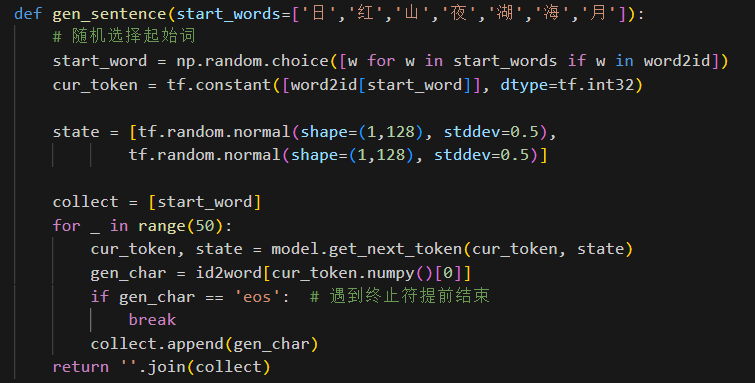 def gen_sentence(start_words=['日','红','山','夜','湖','海','月']):
    # 随机选择起始词
    start_word = np.random.choice([w for w in start_words if w in word2id])
    cur_token = tf.constant([word2id[start_word]], dtype=tf.int32)

    state = [tf.random.normal(shape=(1,128), stddev=0.5),
            tf.random.normal(shape=(1,128), stddev=0.5)]

    collect = [start_word]
    for _ in range(50):
        cur_token, state = model.get_next_token(cur_token, state)
        gen_char = id2word[cur_token.numpy()[0]]
        if gen_char == 'eos':  # 遇到终止符提前结束
            break
        collect.append(gen_char)
    return ''.join(collect)